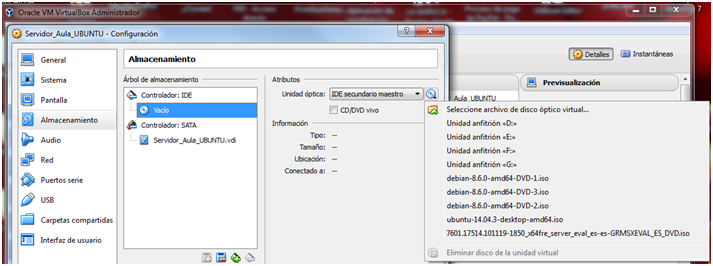 Oracle VM VirtualBox Administrador
7
Servidor_Aula_UBUNTU - Configuración
General
Sistema
Pantalla
Almacenamiento
Audio
Red
Puertos serie
USB
Carpetas compartidas
Interfaz de usuario
Almacenamiento
Árbol de almacenamiento
Controlador: IDE
Vacío
Controlador: SATA
Servidor_Aula_UBUNTU.vdi
Atributos
Unidad óptica: IDE secundario maestro
CD/DVD vivo
Información
Tipo: --
Tamaño: --
Ubicación: --
Conectado a: --
Detalles
Instantáneas
Previsualización
Aula_UBUNTU
Seleccione archivo de disco óptico virtual...
Unidad anfitrión «D:»
Unidad anfitrión «E:»
Unidad anfitrión «F:»
Unidad anfitrión «G:»
debian-8.6.0-amd64-DVD-1.iso
debian-8.6.0-amd64-DVD-3.iso
debian-8.6.0-amd64-DVD-2.iso
ubuntu-14.04.3-desktop-amd64.iso
7601.17514.101119-1850_x64fre_server_eval_es-es-GRMSXEVAL_ES_DVD.iso
Eliminar disco de la unidad virtual